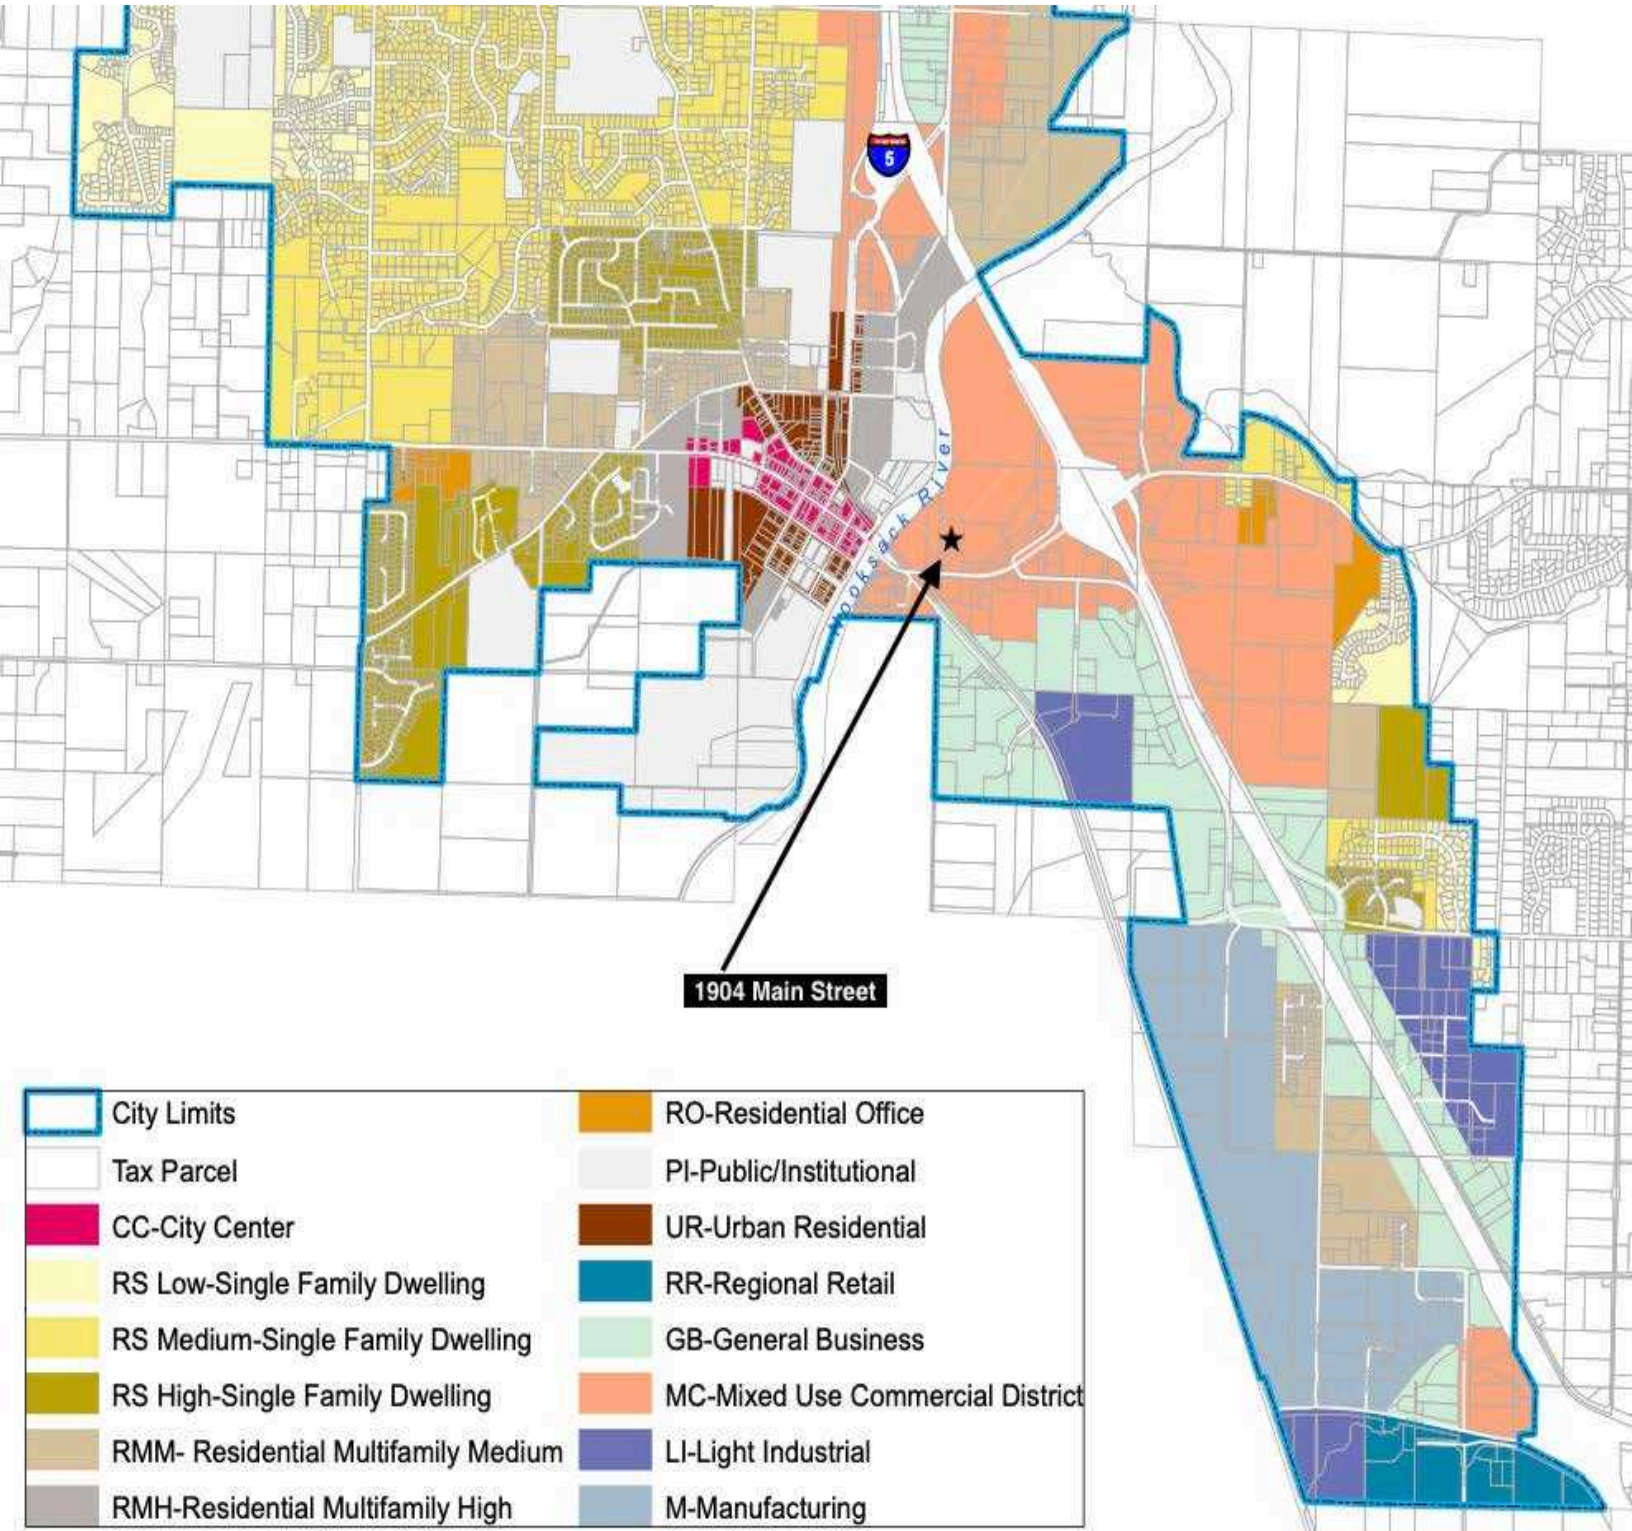 5
Nooksack River
1904 Main Street
City Limits
Tax Parcel
CC-City Center
RS Low-Single Family Dwelling
RS Medium-Single Family Dwelling
RS High-Single Family Dwelling
RMM- Residential Multifamily Medium
RMH-Residential Multifamily High
RO-Residential Office
PI-Public/Institutional
UR-Urban Residential
RR-Regional Retail
GB-General Business
MC-Mixed Use Commercial District
LI-Light Industrial
M-Manufacturing